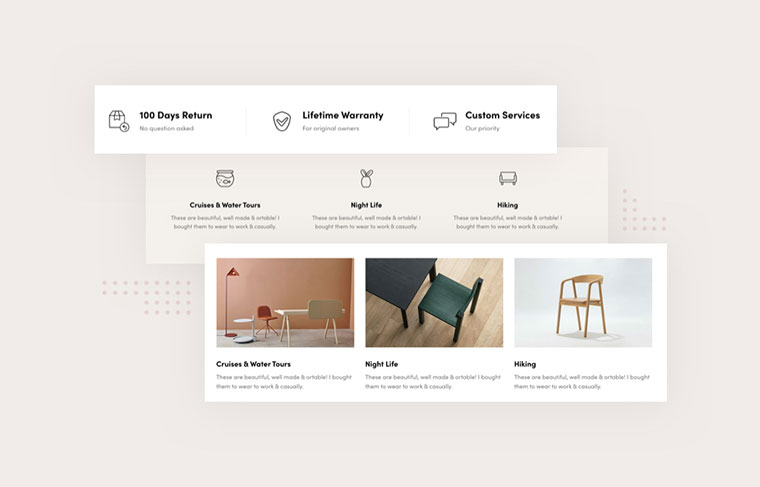 100 Days Return
No question asked
Lifetime Warranty
For original owners
Custom Services
Our priority
Cruises & Water Tours
These are beautiful, well made & ortable! I
bought them to wear to work & casually.
Night Life
These are beautiful, well made & ortable! I
bought them to wear to work & casually.
Hiking
These are beautiful, well made & ortable! I
bought them to wear to work & casually.
Cruises & Water Tours
These are beautiful, well made & ortable! I bought
them to wear to work & casually.
Night Life
These are beautiful, well made & ortable! I bought
them to wear to work & casually.
Hiking
These are beautiful, well made & ortable! I bought
them to wear to work & casually.